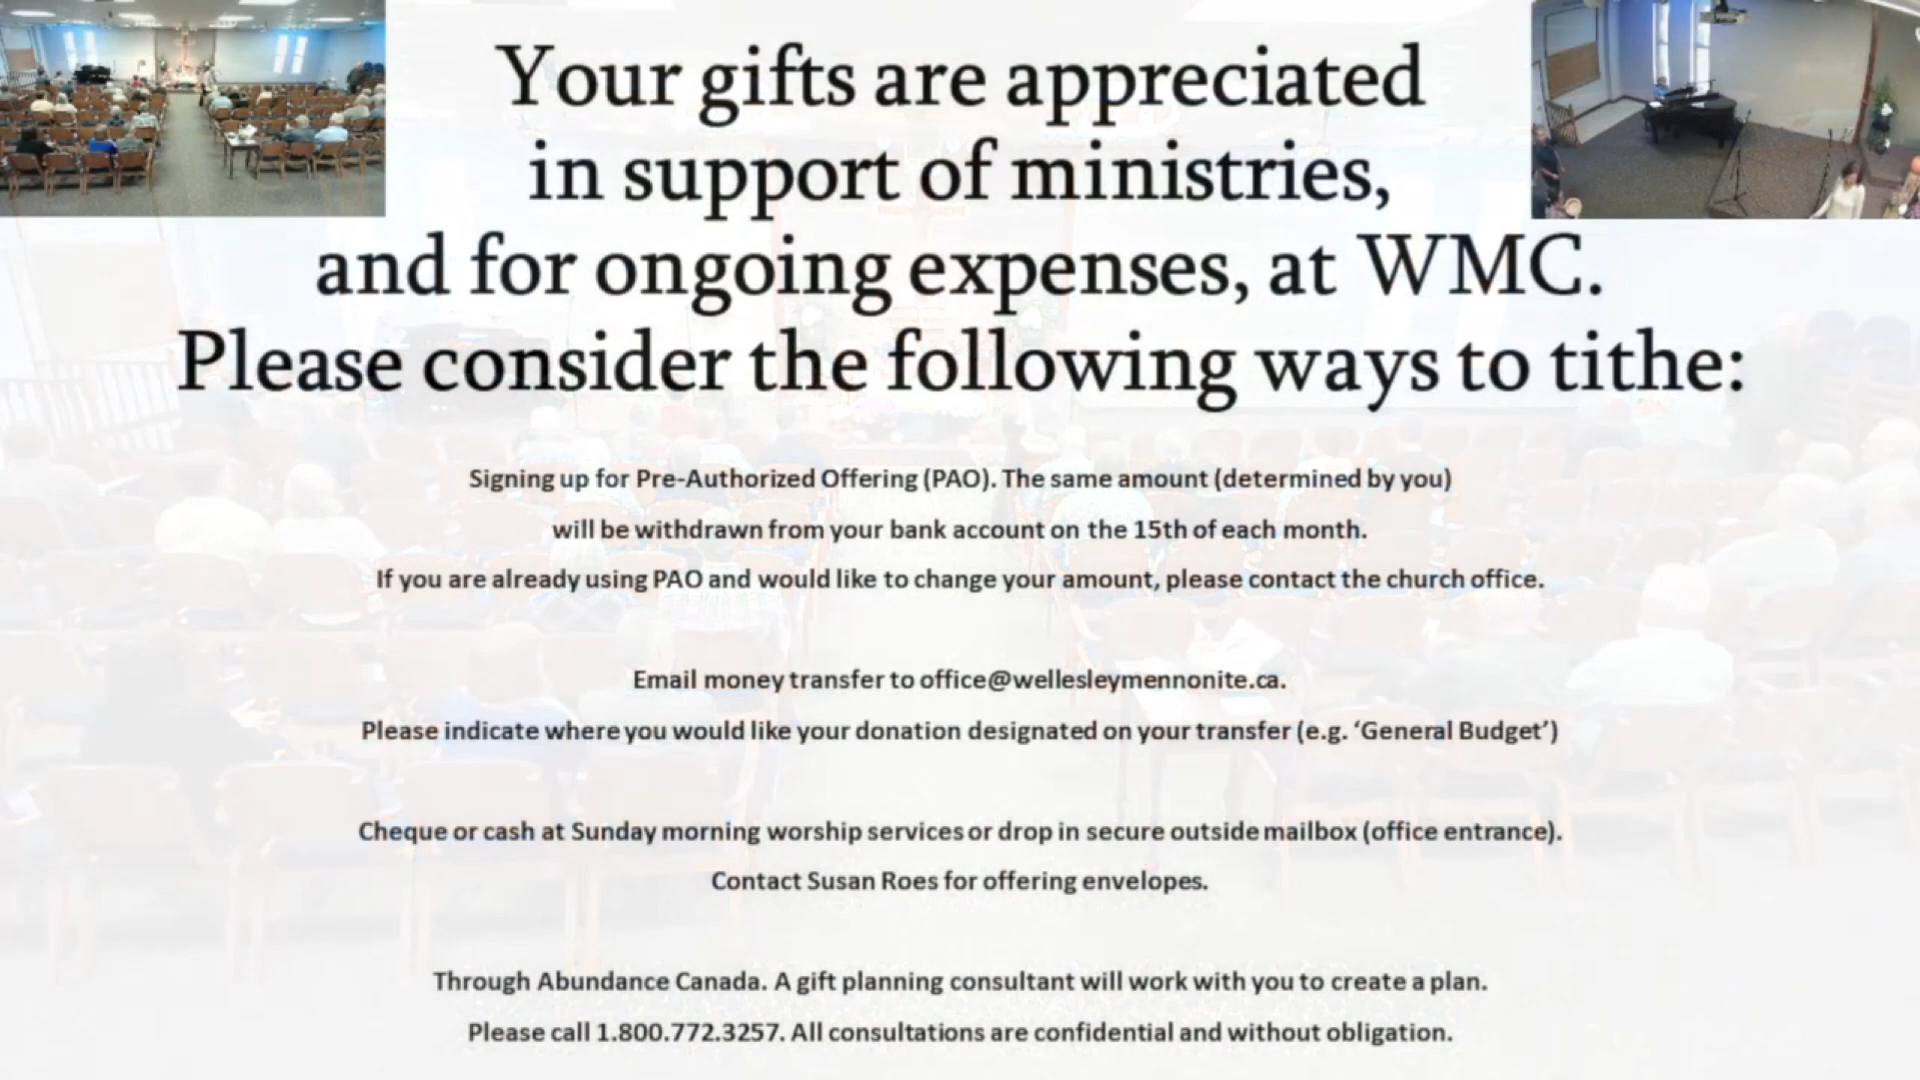 Your gifts are appreciated
in support of ministries,
and for ongoing expenses, at WMC.
Please consider the following ways to tithe:
Signing up for Pre-Authorized Offering (PAO). The same amount (determined by you)
will be withdrawn from your bank account on the 15th of each month.
If you are already using PAO and would like to change your amount, please contact the church office.
Email money transfer to office@wellesleymennonite.ca.
Please indicate where you would like your donation designated on your transfer (e.g. ‘General Budget’)
Cheque or cash at Sunday morning worship services or drop in secure outside mailbox (office entrance).
Contact Susan Roes for offering envelopes.
Through Abundance Canada. A gift planning consultant will work with you to create a plan.
Please call 1.800.772.3257. All consultations are confidential and without obligation.